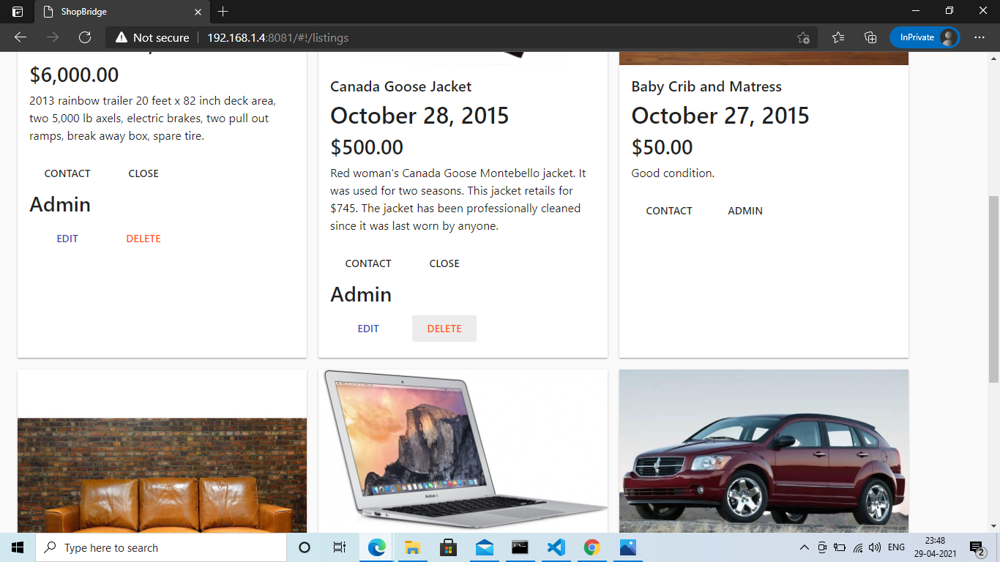 ShopBridge
Not secure
192.168.1.4:8081/#!/listings
InPrivate
$6,000.00
2013 rainbow trailer 20 feet x 82 inch deck area,
two 5,000 lb axels, electric brakes, two pull out
ramps, break away box, spare tire.
CONTACT CLOSE
Admin
EDIT DELETE
Canada Goose Jacket
October 28, 2015
$500.00
Red woman's Canada Goose Montebello jacket. It
was used for two seasons. This jacket retails for
$745. The jacket has been professionally cleaned
since it was last worn by anyone.
CONTACT CLOSE
Admin
EDIT DELETE
Baby Crib and Matress
October 27, 2015
$50.00
Good condition.
CONTACT ADMIN
MacBook Air
Type here to search
ENG
23:48
29-04-2021
2